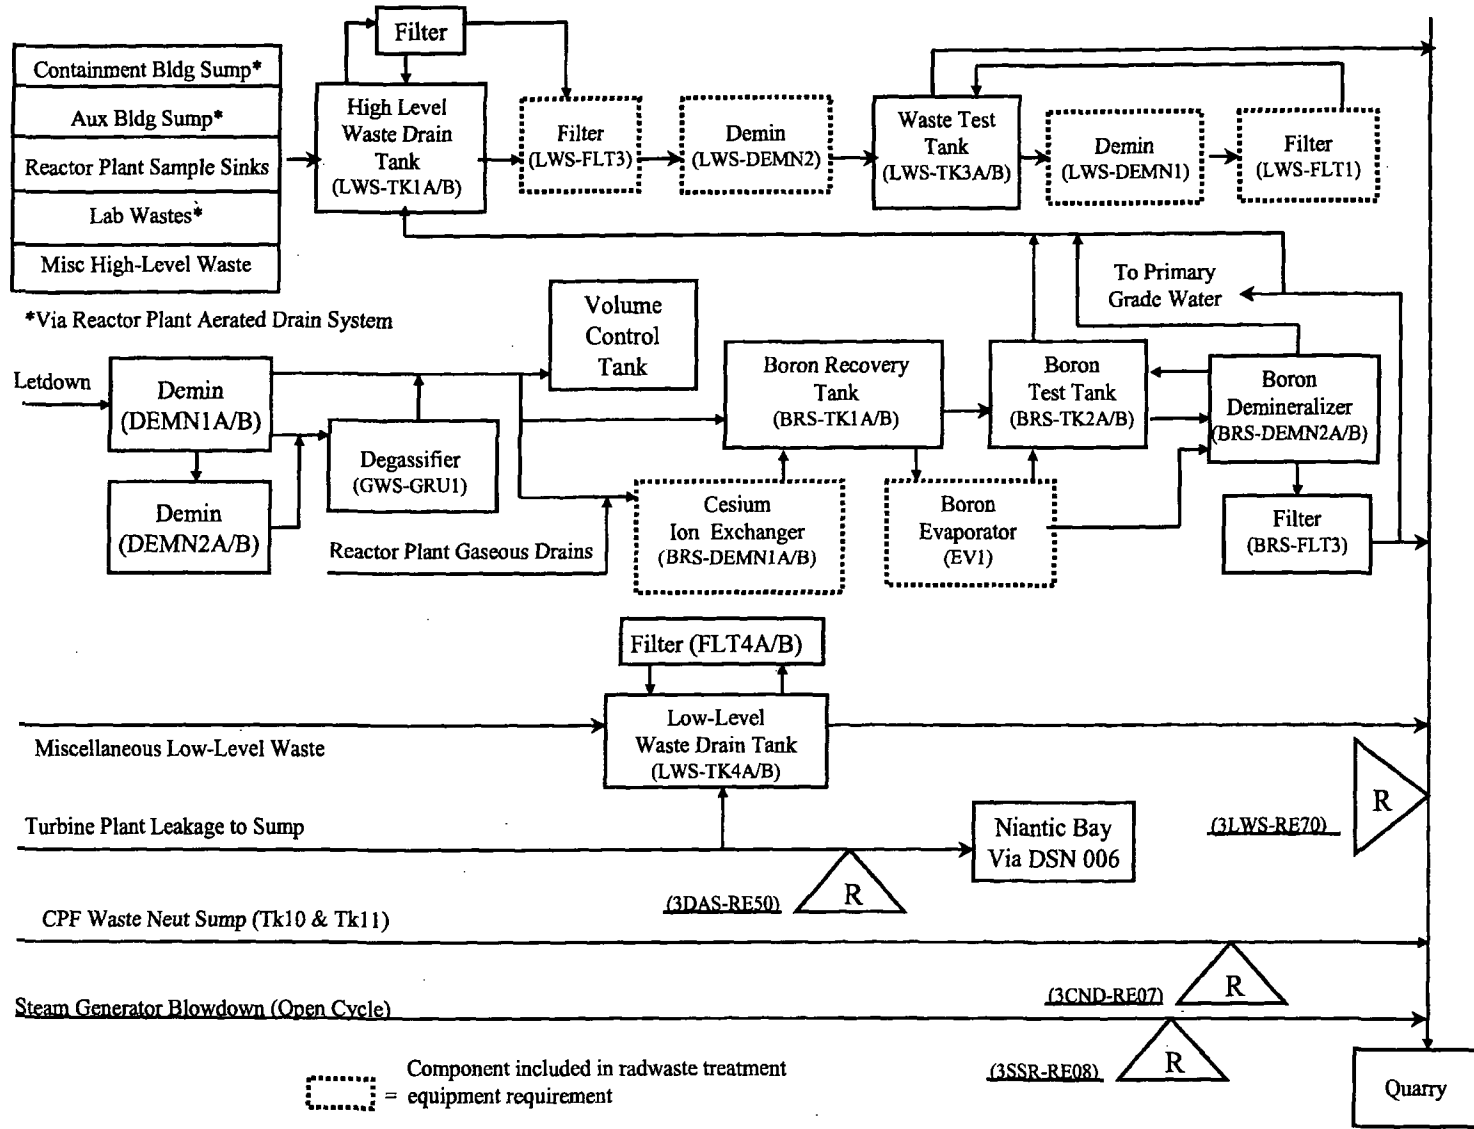 Filter
Containment Bldg Sump*
Aux Bldg Sump*
Reactor Plant Sample Sinks
Lab Wastes*
Misc High-Level Waste
*Via Reactor Plant Aerated Drain System
High Level
Waste Drain
Tank
(LWS-TK1A/B)
Filter
(LWS-FLT3)
Demin
(LWS-DEMN2)
Waste Test
Tank
(LWS-TK3A/B)
Demin
(LWS-DEMN1)
Filter
(LWS-FLT1)
To Primary
Grade Water
Letdown
Demin
(DEMN1A/B)
Demin
(DEMN2A/B)
Degassifier
(GWS-GRU1)
Volume
Control
Tank
Boron Recovery
Tank
(BRS-TK1A/B)
Boron
Test Tank
(BRS-TK2A/B)
Boron
Demineralizer
(BRS-DEMN2A/B)
Reactor Plant Gaseous Drains
Cesium
Ion Exchanger
(BRS-DEMN1A/B)
Boron
Evaporator
(EV1)
Filter
(BRS-FLT3)
Filter (FLT4A/B)
Low-Level
Waste Drain Tank
(LWS-TK4A/B)
Miscellaneous Low-Level Waste
Turbine Plant Leakage to Sump
Niantic Bay
Via DSN 006
(3LWS-RE70)
R
(3DAS-RE50)
R
CPF Waste Neut Sump (Tk10 & Tk11)
(3CND-RE07)
R
Steam Generator Blowdown (Open Cycle)
(3SSR-RE08)
R
Quarry
Component included in radwaste treatment
= equipment requirement